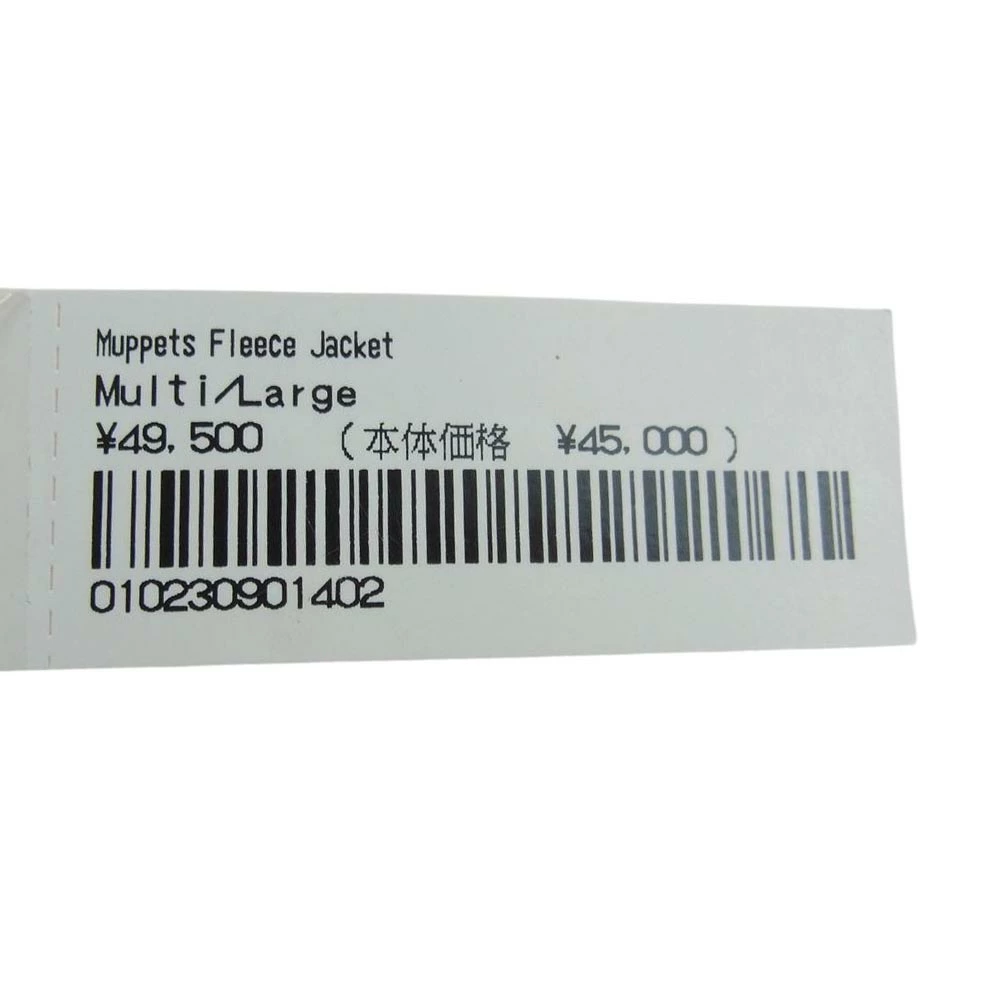 Muppets Fleece Jacket
Multi/Large
¥49,500 (本体価格 ¥45,000)
010230901402